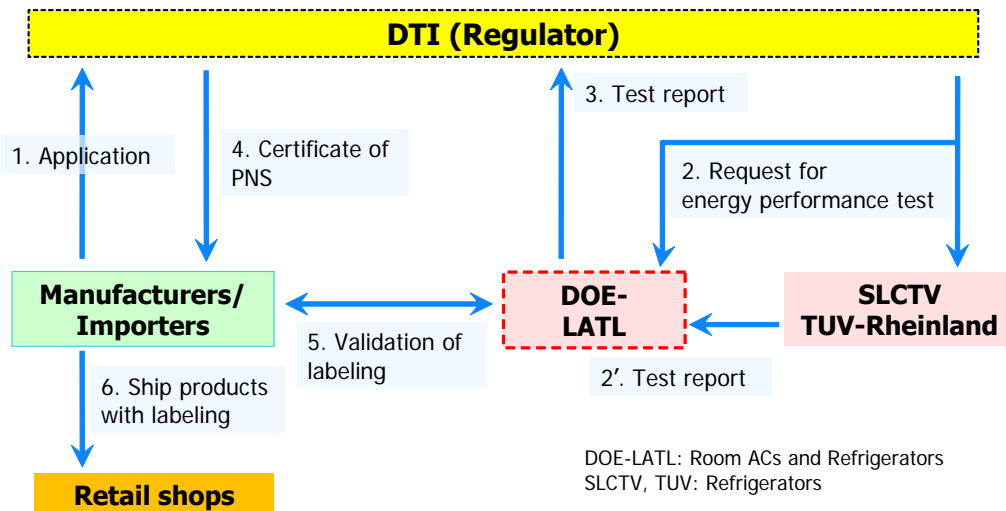 DTI (Regulator)
3. Test report
1. Application
4. Certificate of
PNS
2. Request for
energy performance test
Manufacturers/
Importers
DOE-
LATL
SLCTV
TUV-Rheinland
5. Validation of
labeling
2′. Test report
6. Ship products
with labeling
DOE-LATL: Room ACs and Refrigerators
SLCTV, TUV: Refrigerators
Retail shops